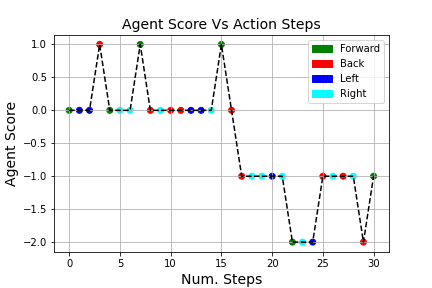 Agent Score Vs Action Steps
1.0
0.5
0.0
−0.5
−1.0
−1.5
−2.0
Agent Score
Forward
Back
Left
Right
0 5 10 15 20 25 30
Num. Steps